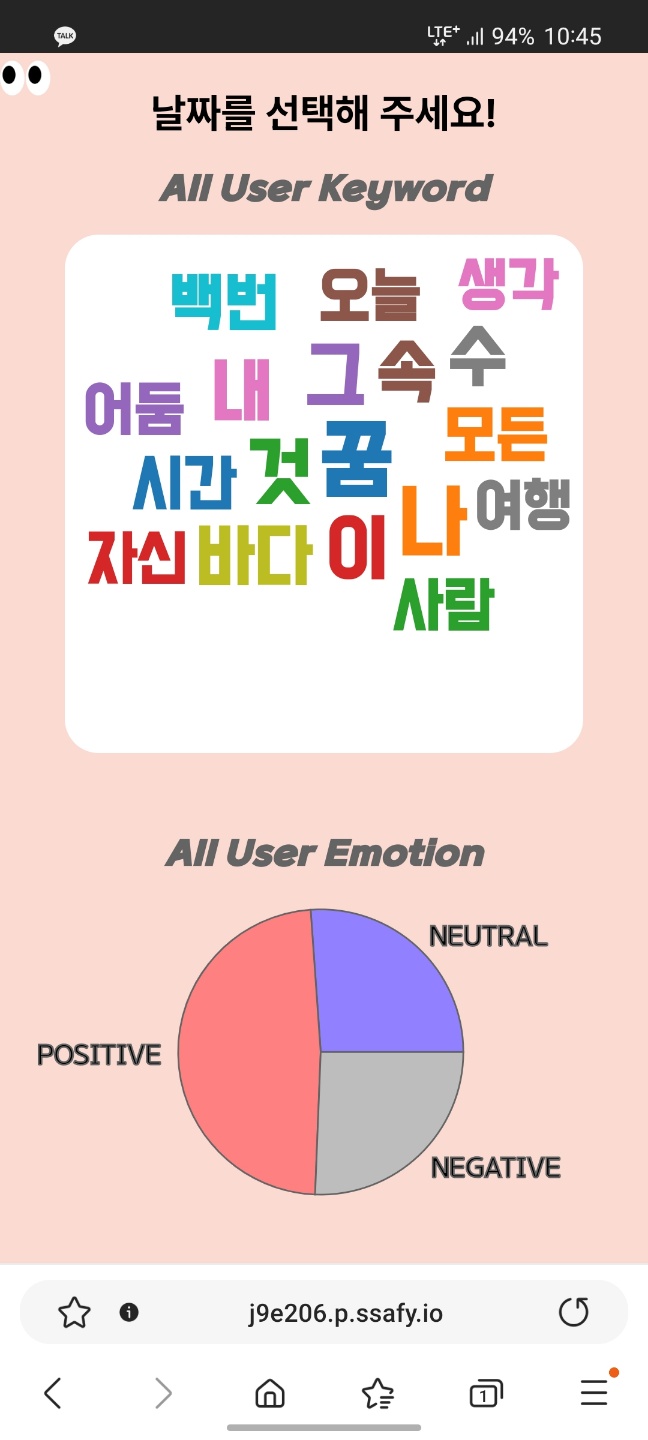 TALK
LTE+ 94% 10:45
날짜를 선택해 주세요!
All User Keyword
백번 오늘 생각
어둠 내 그 속 수
시간 것 꿈 모든
자신 바다 이 나 여행
사람
All User Emotion
NEUTRAL
POSITIVE
NEGATIVE
j9e206.p.ssafy.io
1